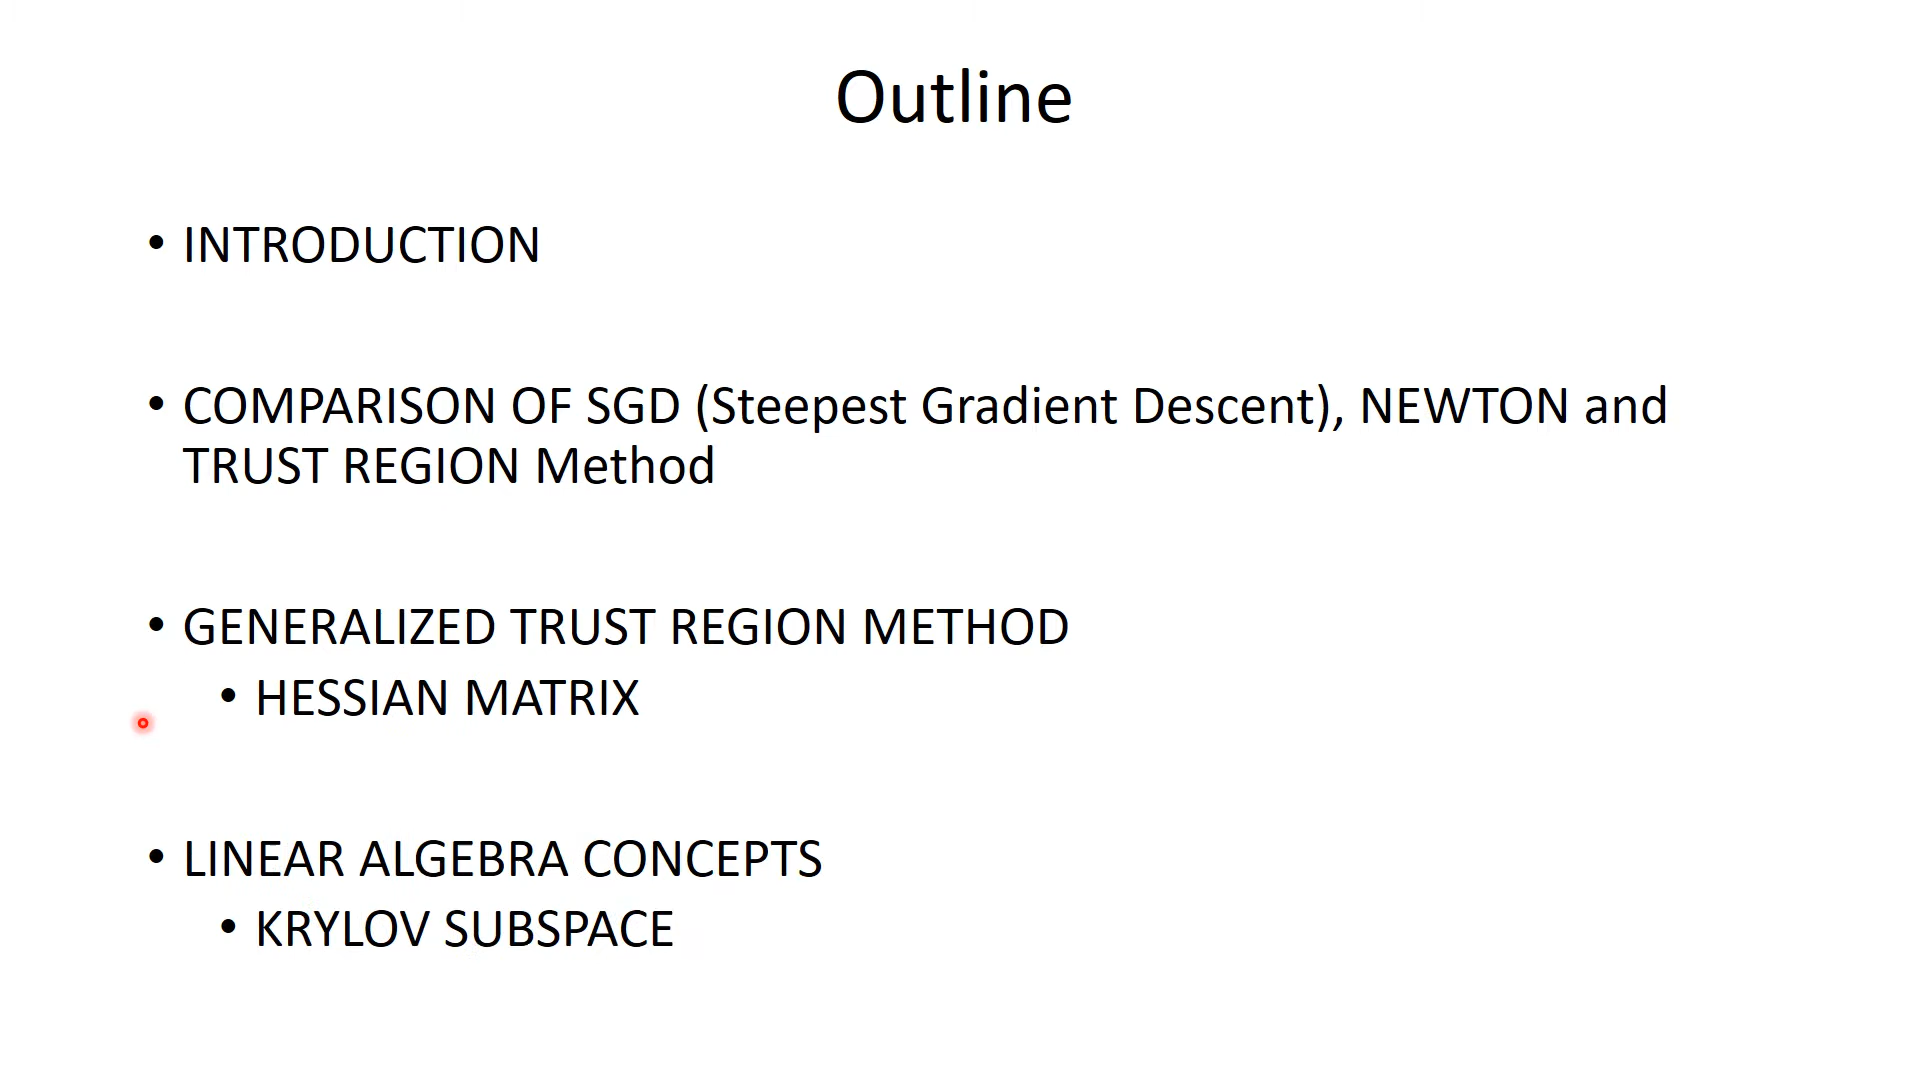 Outline
• INTRODUCTION
• COMPARISON OF SGD (Steepest Gradient Descent), NEWTON and
TRUST REGION Method
• GENERALIZED TRUST REGION METHOD
• HESSIAN MATRIX
• LINEAR ALGEBRA CONCEPTS
• KRYLOV SUBSPACE